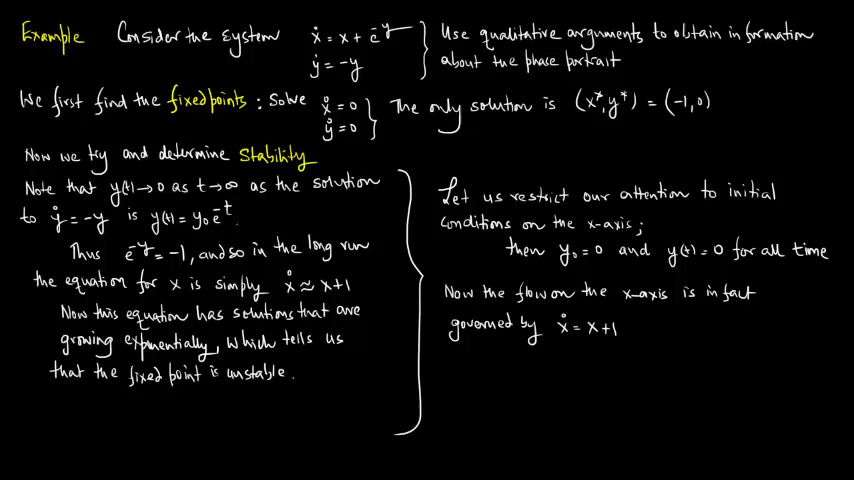 Example Consider the system ẋ = x + e^{-y} Use qualitative arguments to obtain information
ẏ = -y about the phase portrait
We first find the fixed points: Solve ẋ = 0 The only solution is (x*, y*) = (-1, 0)
ẏ = 0
Now we try and determine Stability
Note that y(t) → 0 as t → ∞ as the solution
to ẏ = -y is y(t) = y₀ e^{-t}.
Thus e^{-y} = -1, and so in the long run
the equation for x is simply ẋ ≈ x+1
Now this equation has solutions that are
growing exponentially, which tells us
that the fixed point is unstable.
Let us restrict our attention to initial
conditions on the x-axis;
then y₀ = 0 and y(t) = 0 for all time
Now the flow on the x-axis is in fact
governed by ẋ = x+1